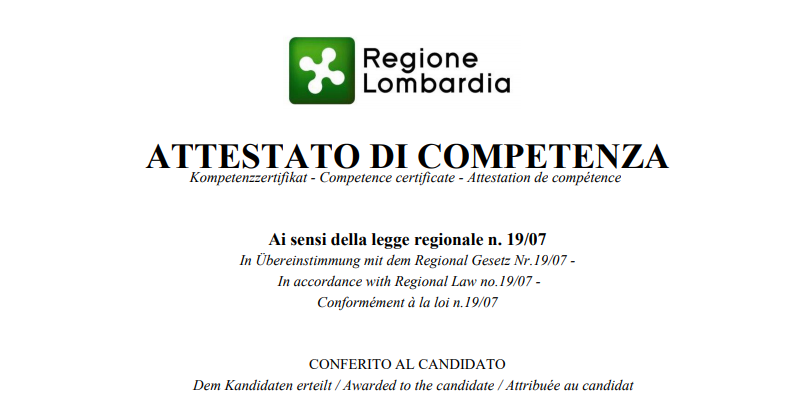 Regione
Lombardia
ATTESTATO DI COMPETENZA
Kompetenzzertifikat - Competence certificate - Attestation de compétence
Ai sensi della legge regionale n. 19/07
In Übereinstimmung mit dem Regional Gesetz Nr.19/07 -
In accordance with Regional Law no.19/07 -
Conformément à la loi n.19/07
CONFERITO AL CANDIDATO
Dem Kandidaten erteilt / Awarded to the candidate / Attribuée au candidat